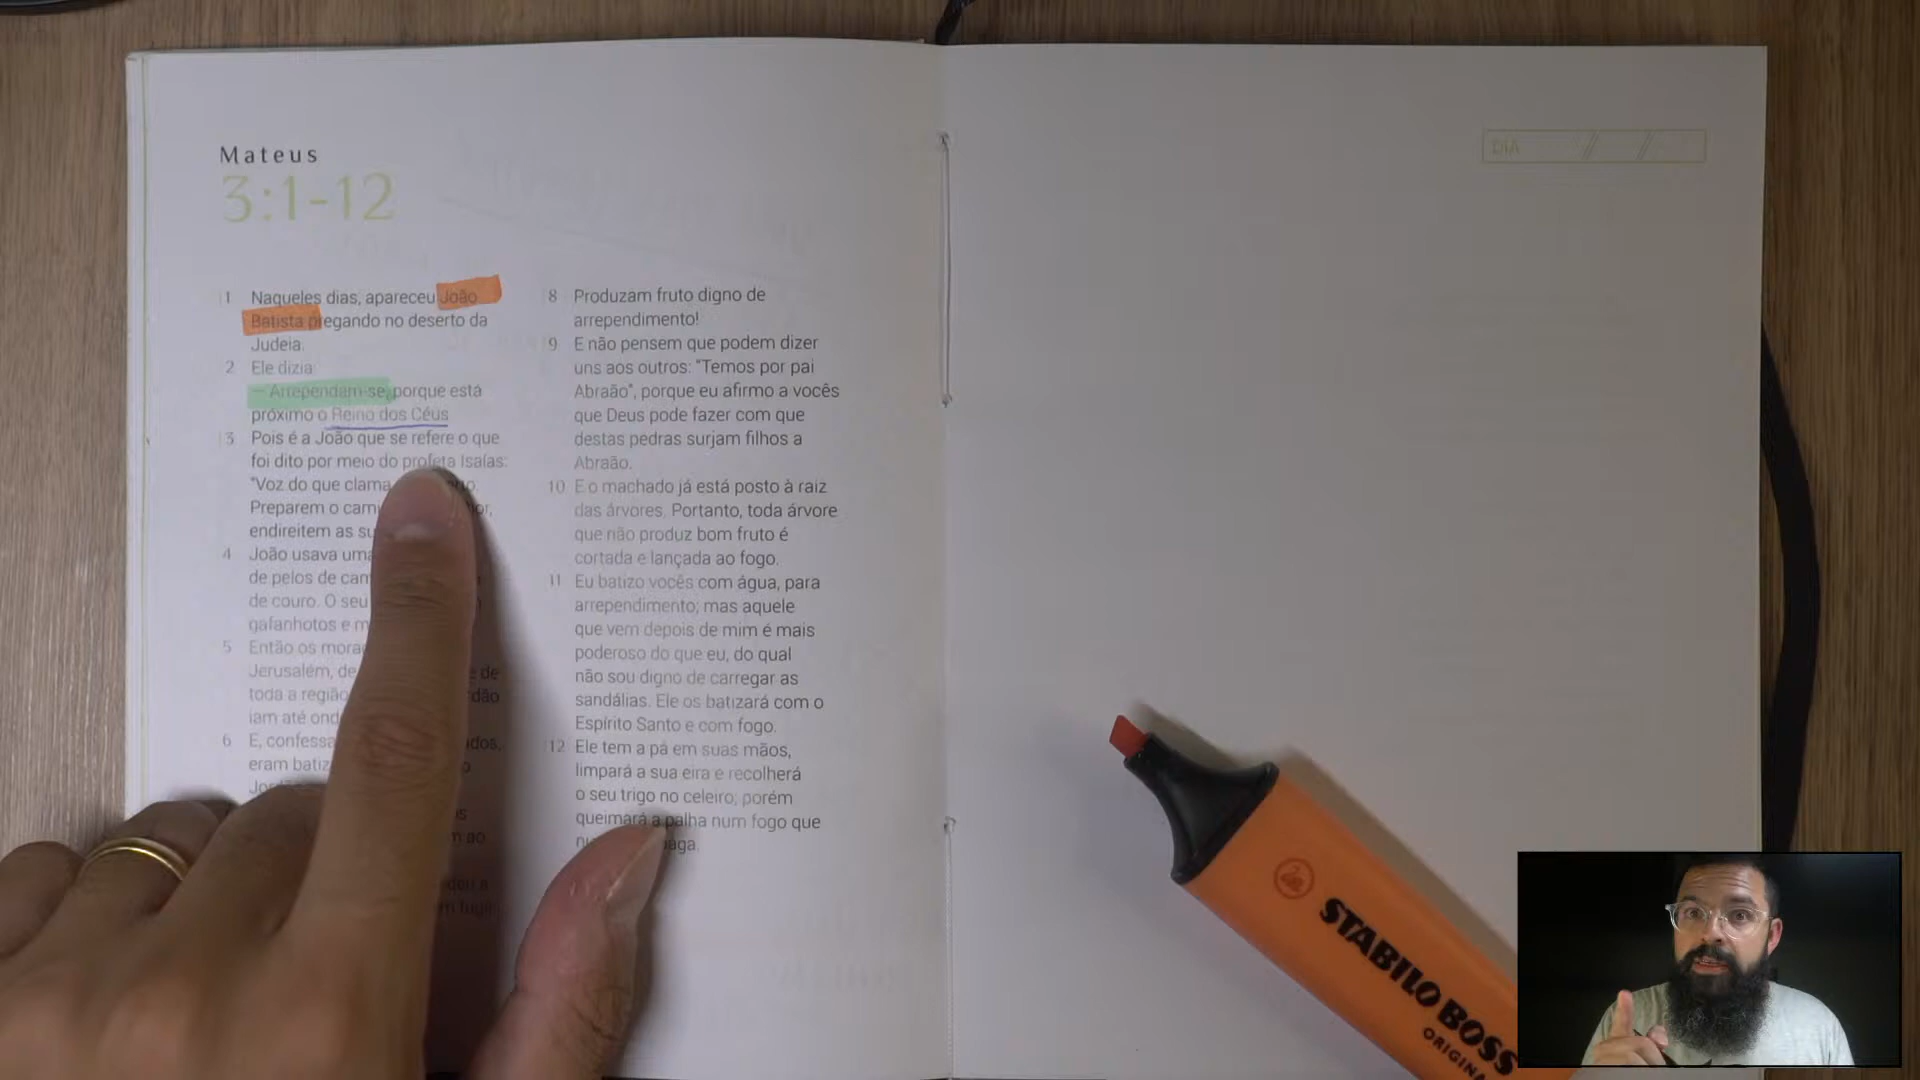 Mateus
3:1-12
1 Naqueles dias, apareceu João
Batista pregando no deserto da
Judeia.
2 Ele dizia:
— Arrependam-se, porque está
próximo o Reino dos Céus
3 Pois é a João que se refere o que
foi dito por meio do profeta Isaías:
"Voz do que clama
Preparem o
endireitem as
4 João usava uma
de pelos de
de couro. O seu
gafanhotos e
5 Então os
Jerusalém, de
toda a região
iam até
6 E,
eram
8 Produzam fruto digno de
arrependimento!
9 E não pensem que podem dizer
uns aos outros: "Temos por pai
Abraão", porque eu afirmo a vocês
que Deus pode fazer com que
destas pedras surjam filhos a
Abraão.
10 E o machado já está posto à raiz
das árvores. Portanto, toda árvore
que não produz bom fruto é
cortada e lançada ao fogo.
11 Eu batizo vocês com água, para
arrependimento; mas aquele
que vem depois de mim é mais
poderoso do que eu, do qual
não sou digno de carregar as
sandálias. Ele os batizará com o
Espírito Santo e com fogo.
12 Ele tem a pá em suas mãos,
limpará a sua eira e recolherá
o seu trigo no celeiro; porém
queimará a palha num fogo que
DIA / /
STABILO BOSS